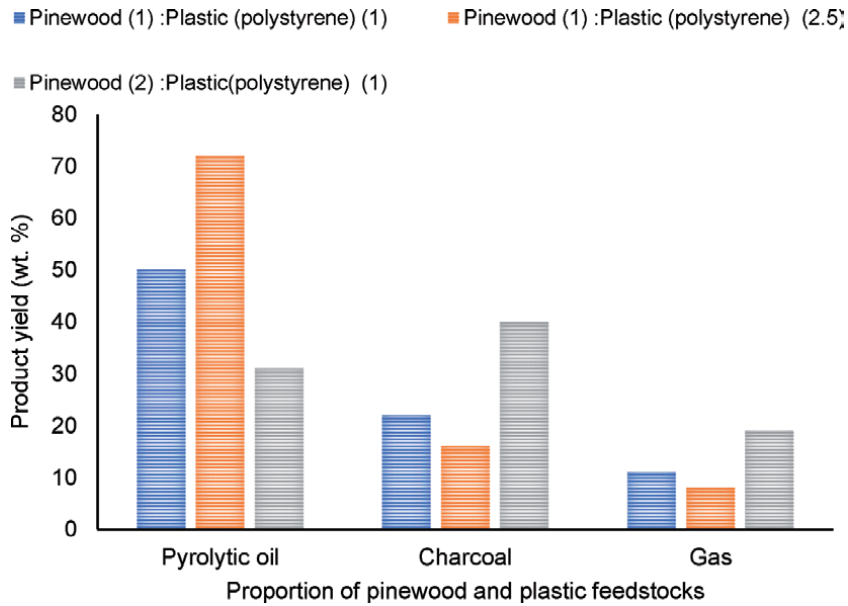 Pinewood (1) :Plastic (polystyrene) (1)
Pinewood (1) :Plastic (polystyrene) (2.5)
Pinewood (2) :Plastic(polystyrene) (1)
80
70
60
50
40
30
20
10
0
Product yield (wt. %)
Pyrolytic oil
Charcoal
Gas
Proportion of pinewood and plastic feedstocks